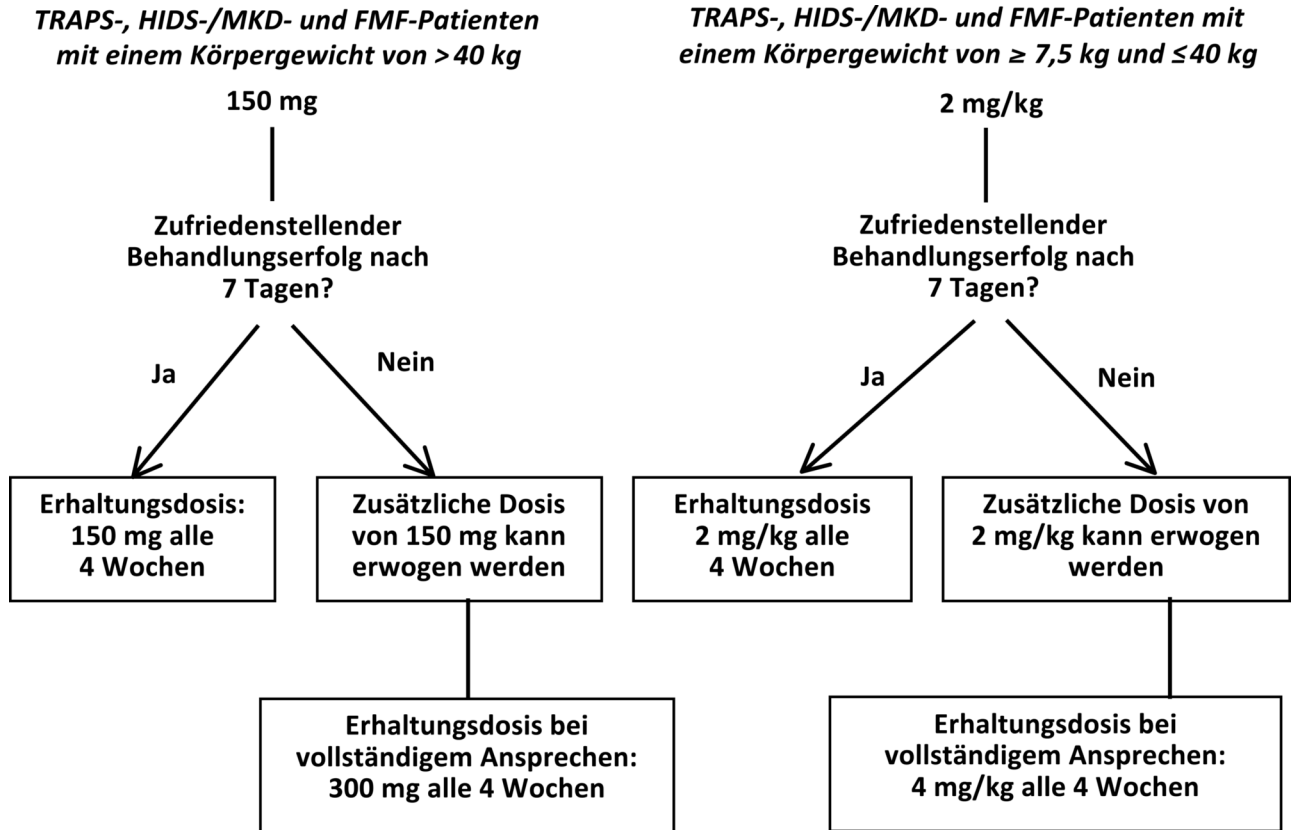 TRAPS-, HIDS-/MKD- und FMF-Patienten
mit einem Körpergewicht von > 40 kg
150 mg
Zufriedenstellender
Behandlungserfolg nach
7 Tagen?
Ja
Nein
Erhaltungsdosis:
150 mg alle
4 Wochen
Zusätzliche Dosis
von 150 mg kann
erwogen werden
Erhaltungsdosis bei
vollständigem Ansprechen:
300 mg alle 4 Wochen
TRAPS-, HIDS-/MKD- und FMF-Patienten mit
einem Körpergewicht von ≥ 7,5 kg und ≤ 40 kg
2 mg/kg
Zufriedenstellender
Behandlungserfolg nach
7 Tagen?
Ja
Nein
Erhaltungsdosis
2 mg/kg alle
4 Wochen
Zusätzliche Dosis von
2 mg/kg kann erwogen
werden
Erhaltungsdosis bei
vollständigem Ansprechen:
4 mg/kg alle 4 Wochen